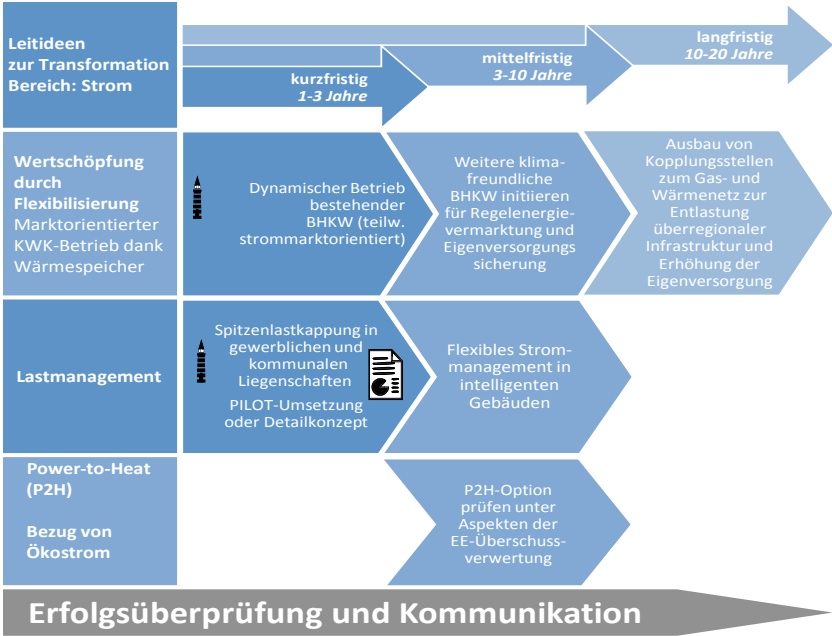 Leitideen
zur Transformation
Bereich: Strom
kurzfristig
1-3 Jahre
mittelfristig
3-10 Jahre
langfristig
10-20 Jahre
Wertschöpfung
durch
Flexibilisierung
Marktorientierter
KWK-Betrieb dank
Wärmespeicher
Dynamischer Betrieb
bestehender
BHKW (teilw.
strommarktorientiert)
Weitere klima-
freundliche
BHKW initiieren
für Regelenergie-
vermarktung und
Eigenversorgungs
sicherung
Ausbau von
Kopplungsstellen
zum Gas- und
Wärmenetz zur
Entlastung
überregionaler
Infrastruktur und
Erhöhung der
Eigenversorgung
Lastmanagement
Spitzenlastkappung in
gewerblichen und
kommunalen
Liegenschaften
PILOT-Umsetzung
oder Detailkonzept
Flexibles Strom-
management in
intelligenten
Gebäuden
Power-to-Heat
(P2H)
Bezug von
Ökostrom
P2H-Option
prüfen unter
Aspekten der
EE-Überschuss-
verwertung
Erfolgsüberprüfung und Kommunikation